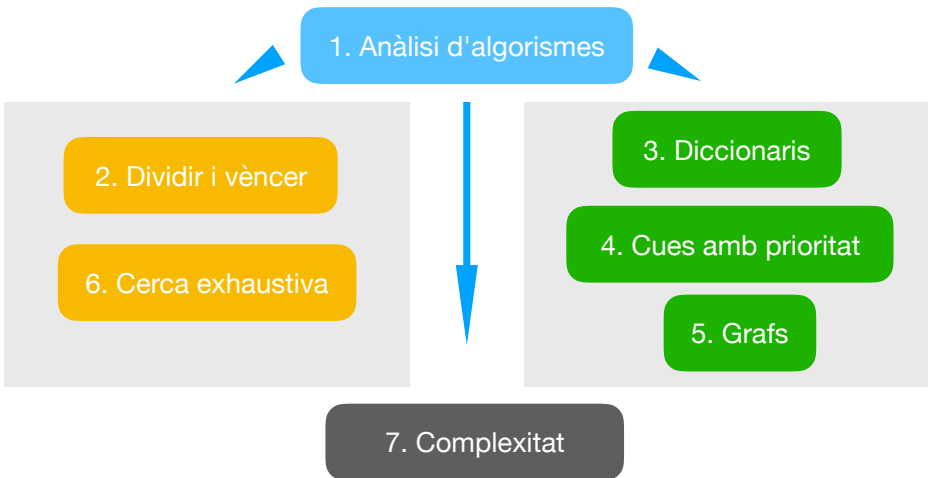 1. Anàlisi d'algorismes
2. Dividir i vèncer
6. Cerca exhaustiva
3. Diccionaris
4. Cues amb prioritat
5. Grafs
7. Complexitat